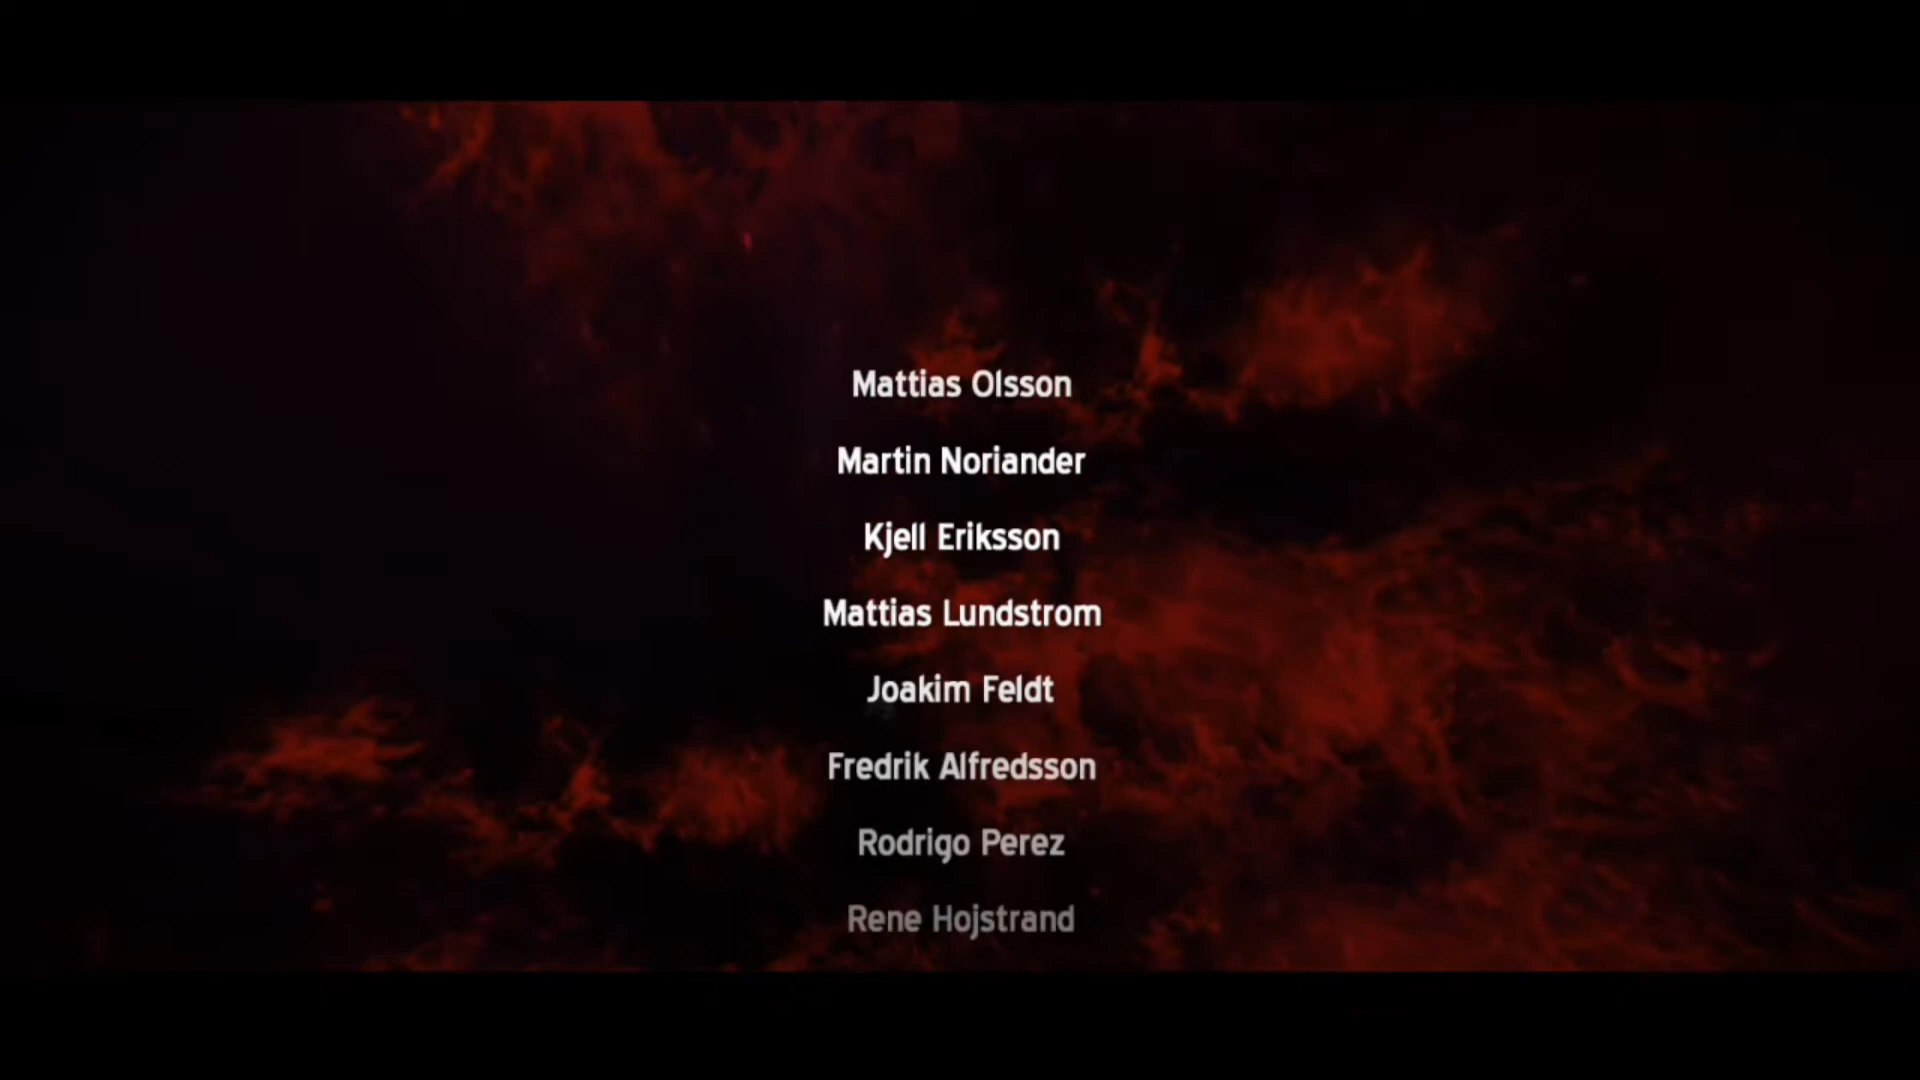 Mattias Olsson
Martin Noriander
Kjell Eriksson
Mattias Lundstrom
Joakim Feldt
Fredrik Alfredsson
Rodrigo Perez
Rene Hojstrand